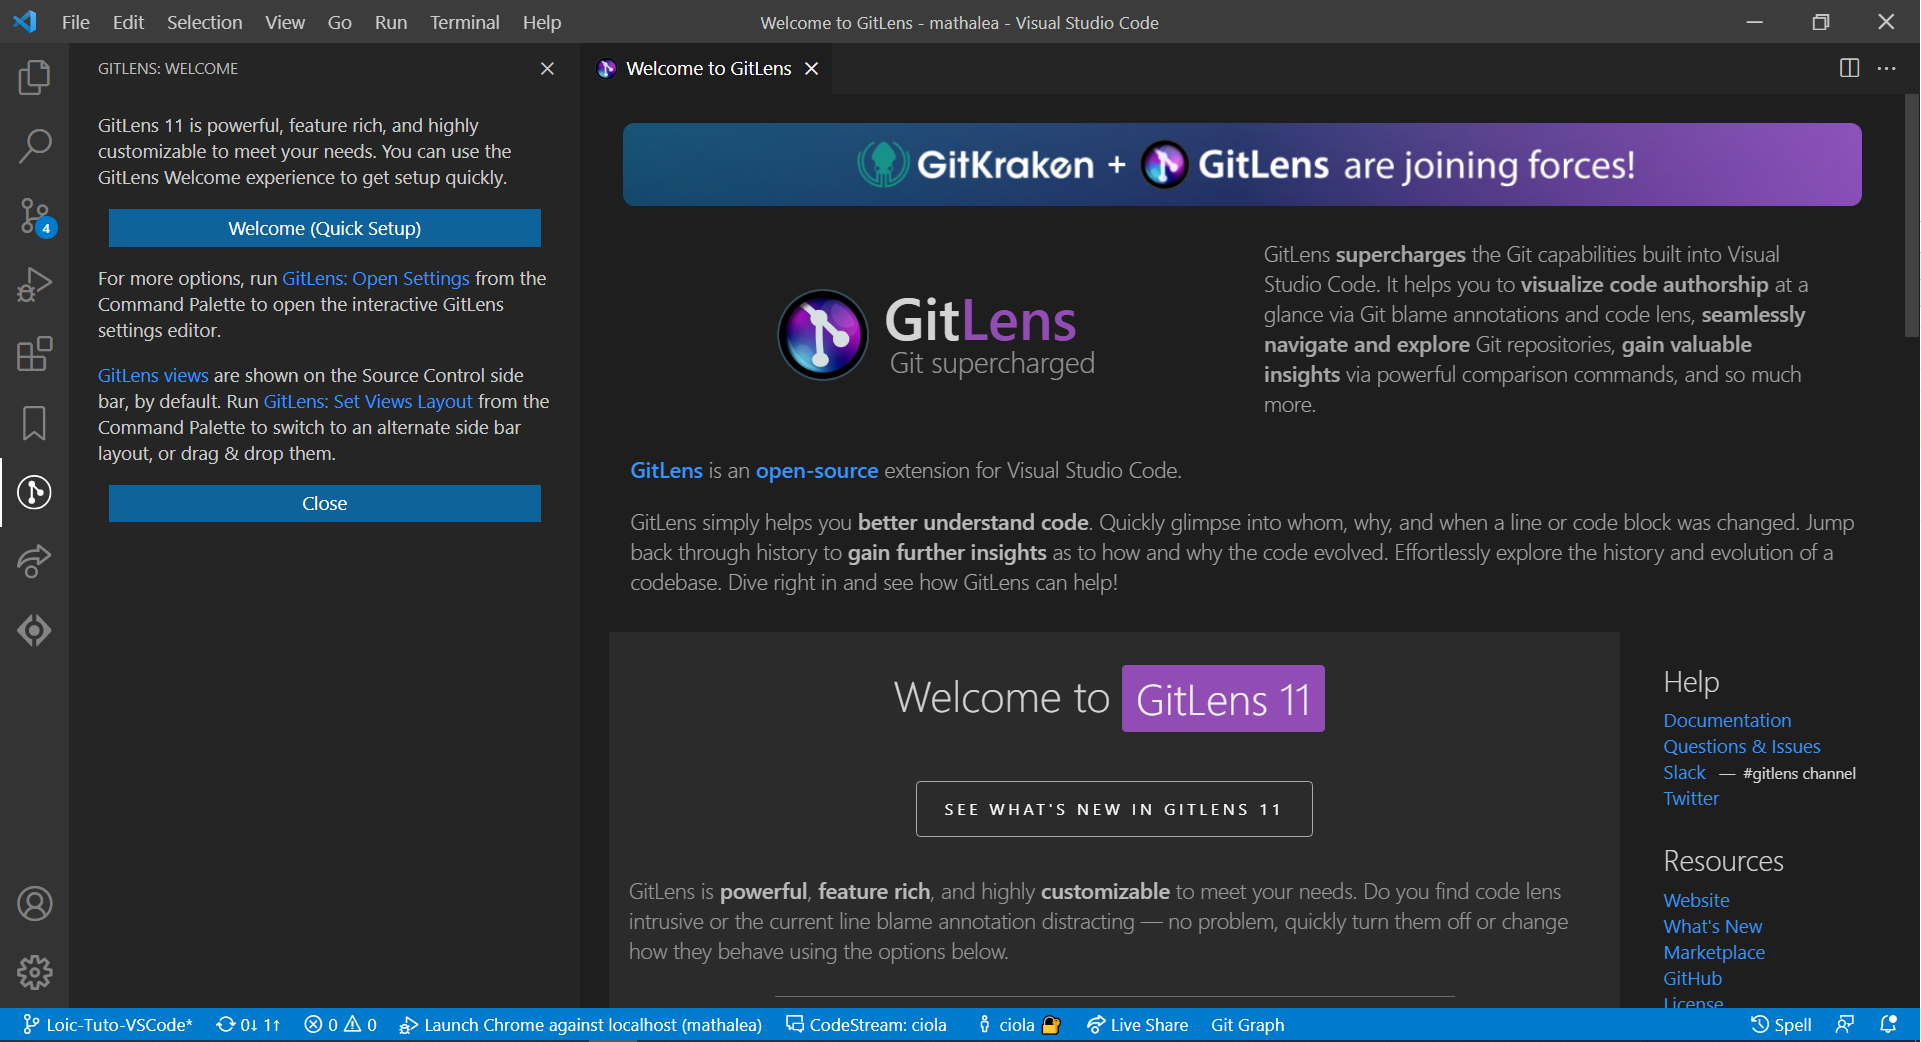 File Edit Selection View Go Run Terminal Help
Welcome to GitLens - mathalea - Visual Studio Code
GITLENS: WELCOME
GitLens 11 is powerful, feature rich, and highly
customizable to meet your needs. You can use the
GitLens Welcome experience to get setup quickly.
Welcome (Quick Setup)
For more options, run GitLens: Open Settings from the
Command Palette to open the interactive GitLens
settings editor.
GitLens views are shown on the Source Control side
bar, by default. Run GitLens: Set Views Layout from the
Command Palette to switch to an alternate side bar
layout, or drag & drop them.
Close
4
Welcome to GitLens
GitKraken + GitLens are joining forces!
GitLens
Git supercharged
GitLens supercharges the Git capabilities built into Visual
Studio Code. It helps you to visualize code authorship at a
glance via Git blame annotations and code lens, seamlessly
navigate and explore Git repositories, gain valuable
insights via powerful comparison commands, and so much
more.
GitLens is an open-source extension for Visual Studio Code.
GitLens simply helps you better understand code. Quickly glimpse into whom, why, and when a line or code block was changed. Jump
back through history to gain further insights as to how and why the code evolved. Effortlessly explore the history and evolution of a
codebase. Dive right in and see how GitLens can help!
Welcome to GitLens 11
SEE WHAT'S NEW IN GITLENS 11
GitLens is powerful, feature rich, and highly customizable to meet your needs. Do you find code lens
intrusive or the current line blame annotation distracting — no problem, quickly turn them off or change
how they behave using the options below.
Help
Documentation
Questions & Issues
Slack — #gitlens channel
Twitter
Resources
Website
What's New
Marketplace
GitHub
License
Loic-Tuto-VSCode* 0↓ 1↑ 0 0 Launch Chrome against localhost (mathalea) CodeStream: ciola ciola Live Share Git Graph Spell